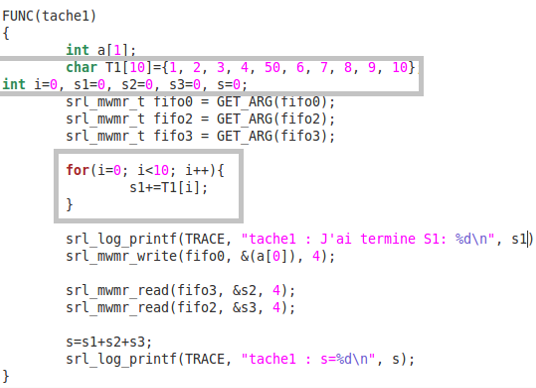 FUNC(tache1)
{
int a[1];
char T1[10]={1, 2, 3, 4, 50, 6, 7, 8, 9, 10}
int i=0, s1=0, s2=0, s3=0, s=0;
srl_mwmr_t fifo0 = GET_ARG(fifo0);
srl_mwmr_t fifo2 = GET_ARG(fifo2);
srl_mwmr_t fifo3 = GET_ARG(fifo3);
for(i=0; i<10; i++){
s1+=T1[i];
}
srl_log_printf(TRACE, "tache1 : J'ai termine S1: %d\n", s1)
srl_mwmr_write(fifo0, &(a[0]), 4);
srl_mwmr_read(fifo3, &s2, 4);
srl_mwmr_read(fifo2, &s3, 4);
s=s1+s2+s3;
srl_log_printf(TRACE, "tache1 : s=%d\n", s);
}